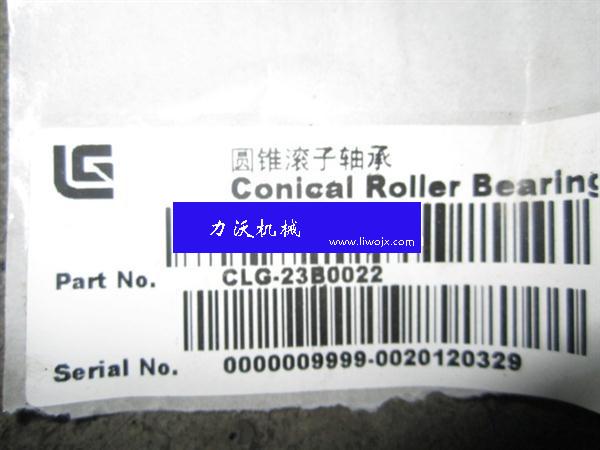 LG
圆锥滚子轴承
Conical Roller Bearing
力沃机械
www.liwojx.com
Part No. CLG-23B0022
Serial No. 0000009999-0020120329